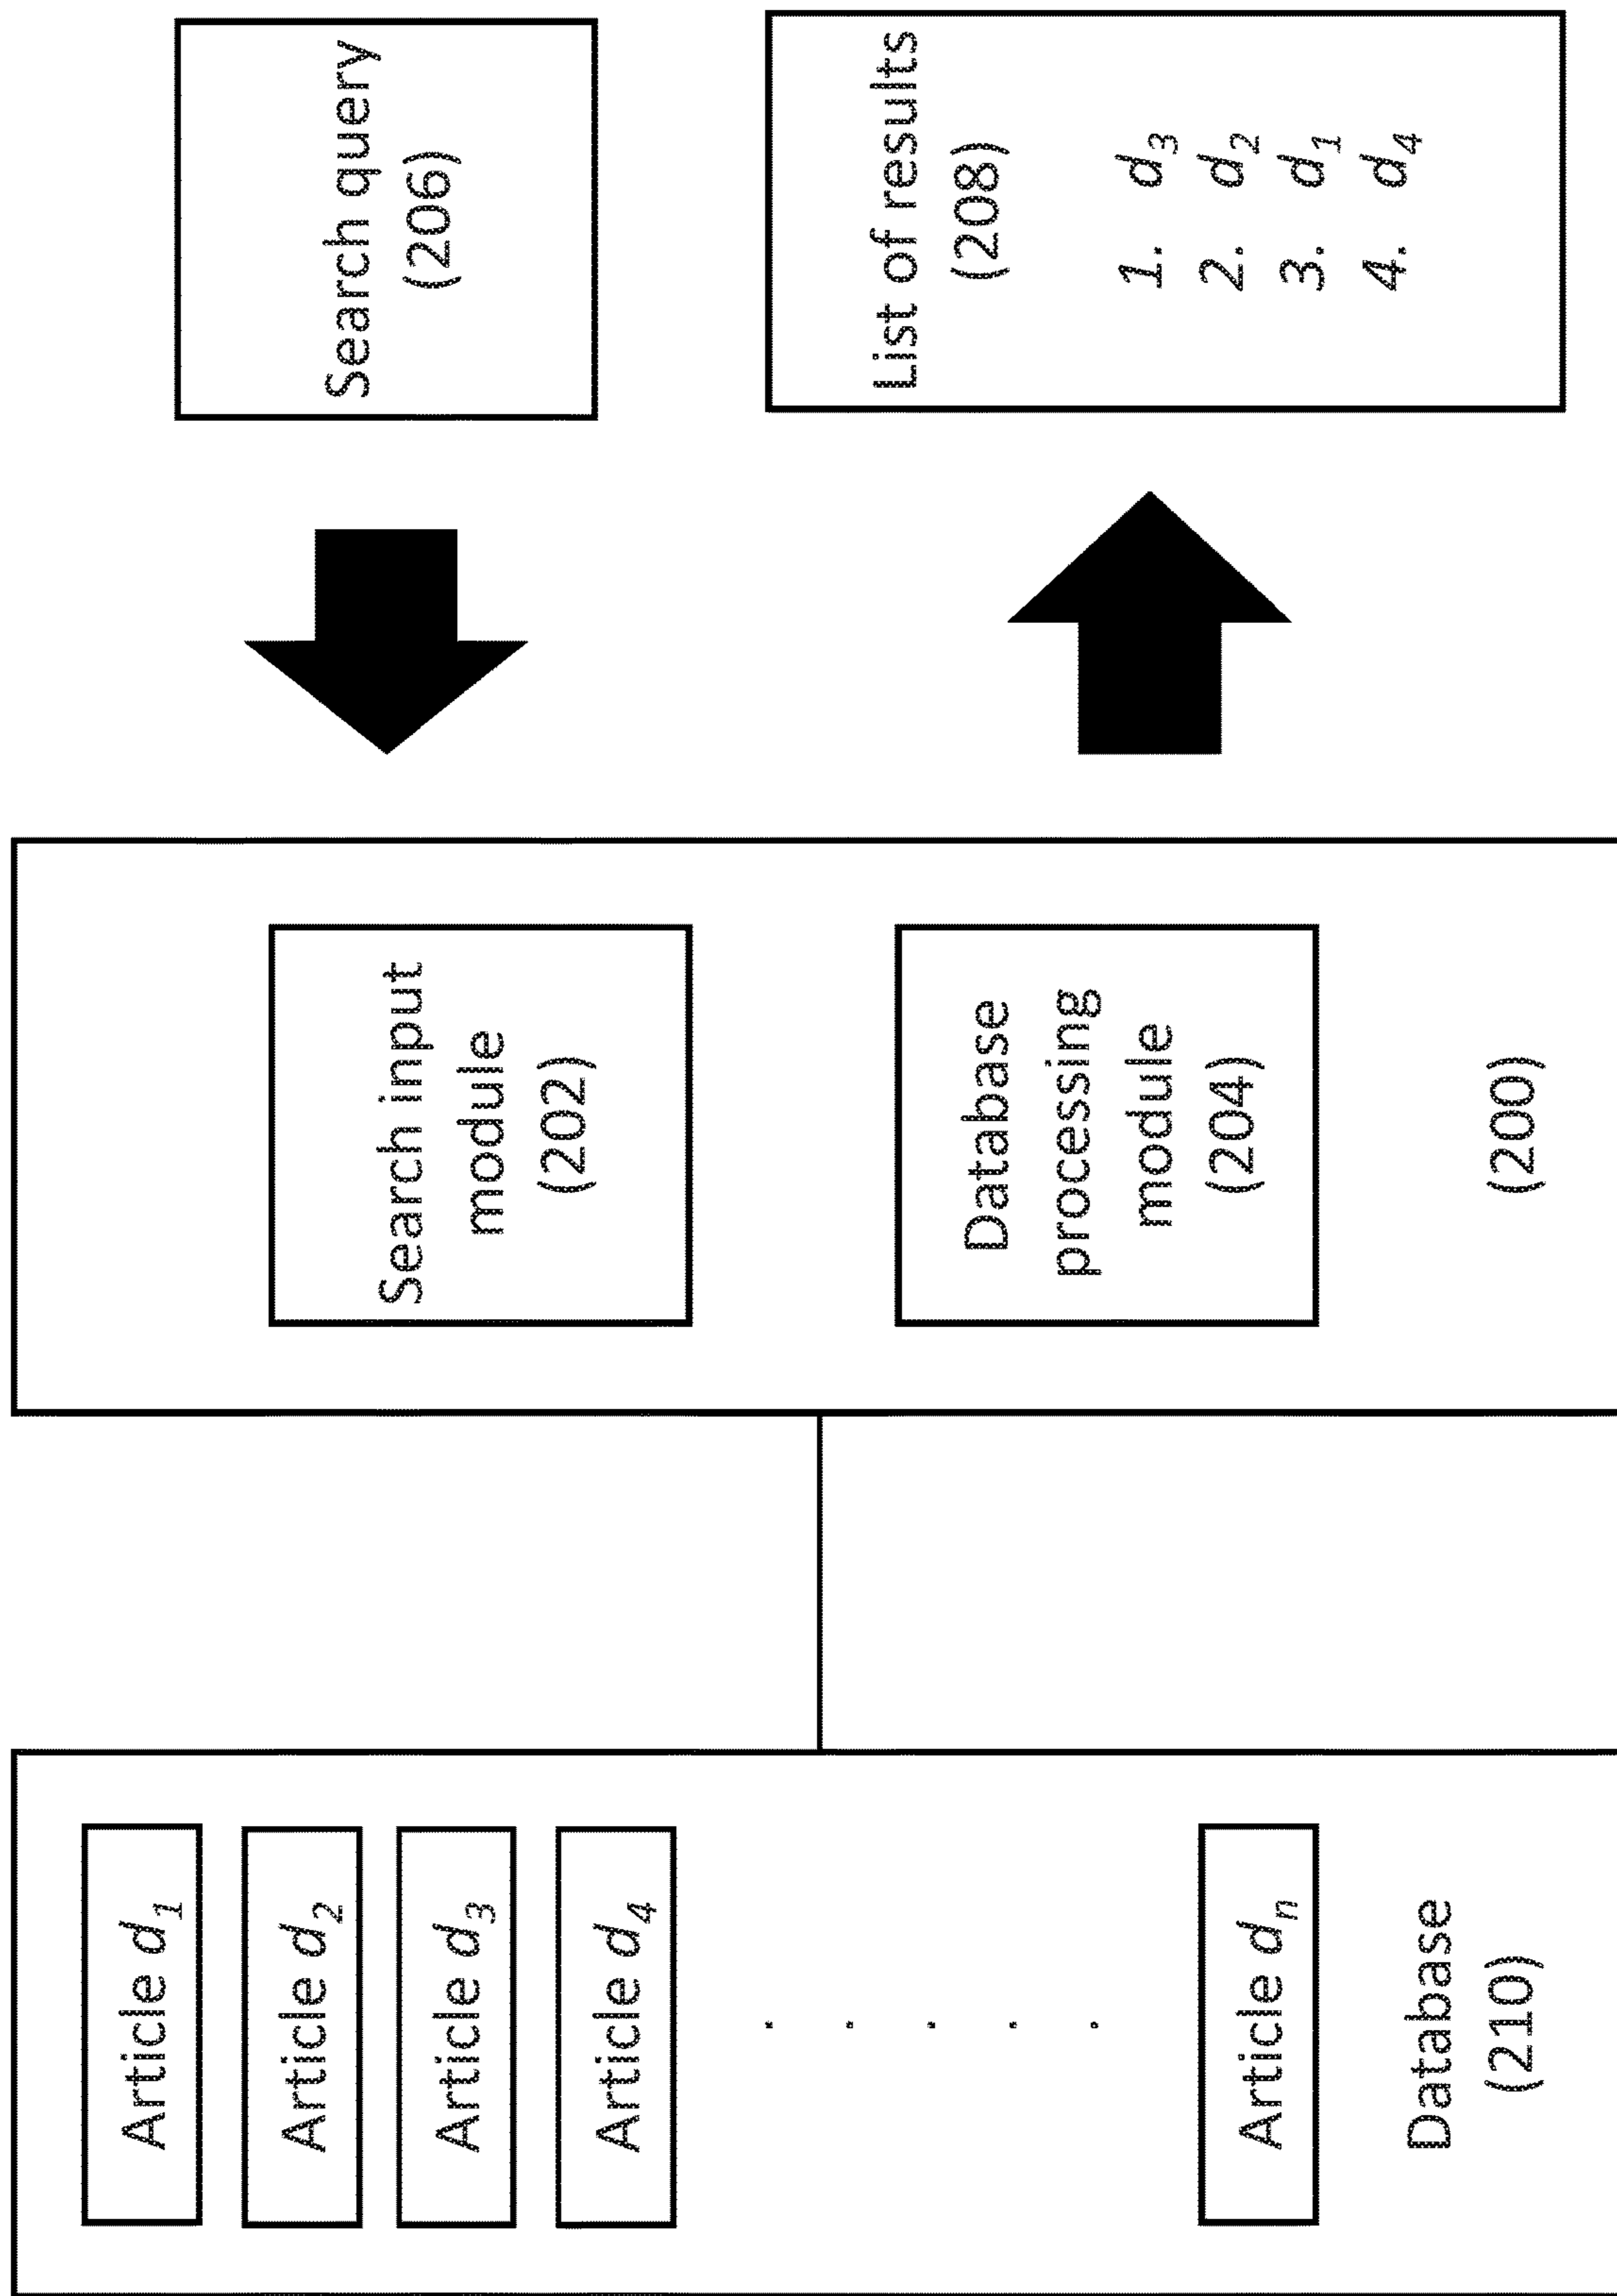 Article d1
Article d2
Article d3
Article d4
Article dn
Database
(210)
Search input
module
(202)
Database
processing
module
(204)
(200)
Search query
(206)
List of results
(208)
1. d3
2. d2
3. d1
4. d4